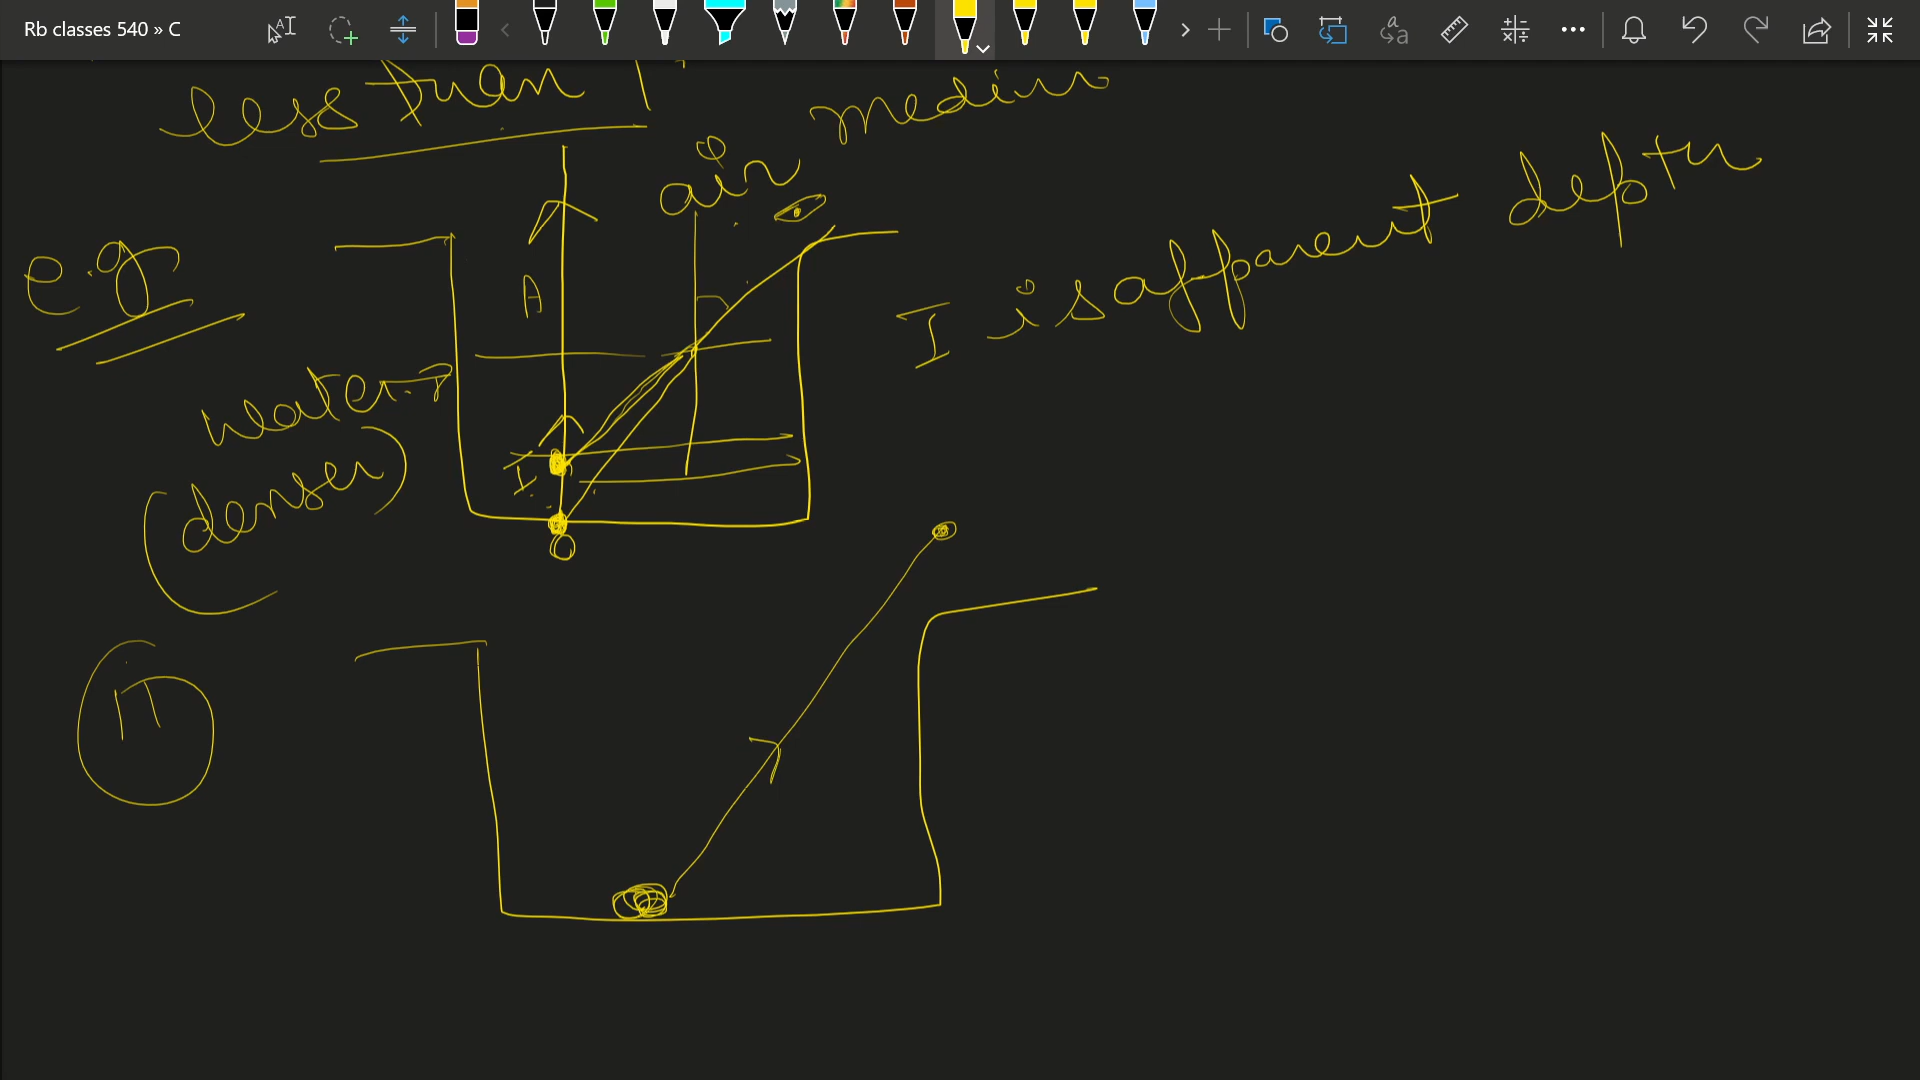 Rb classes 540 » C
less than 1.
air medium
e.g
A
I is apparent depth
water →
(denser)
I.
O
II